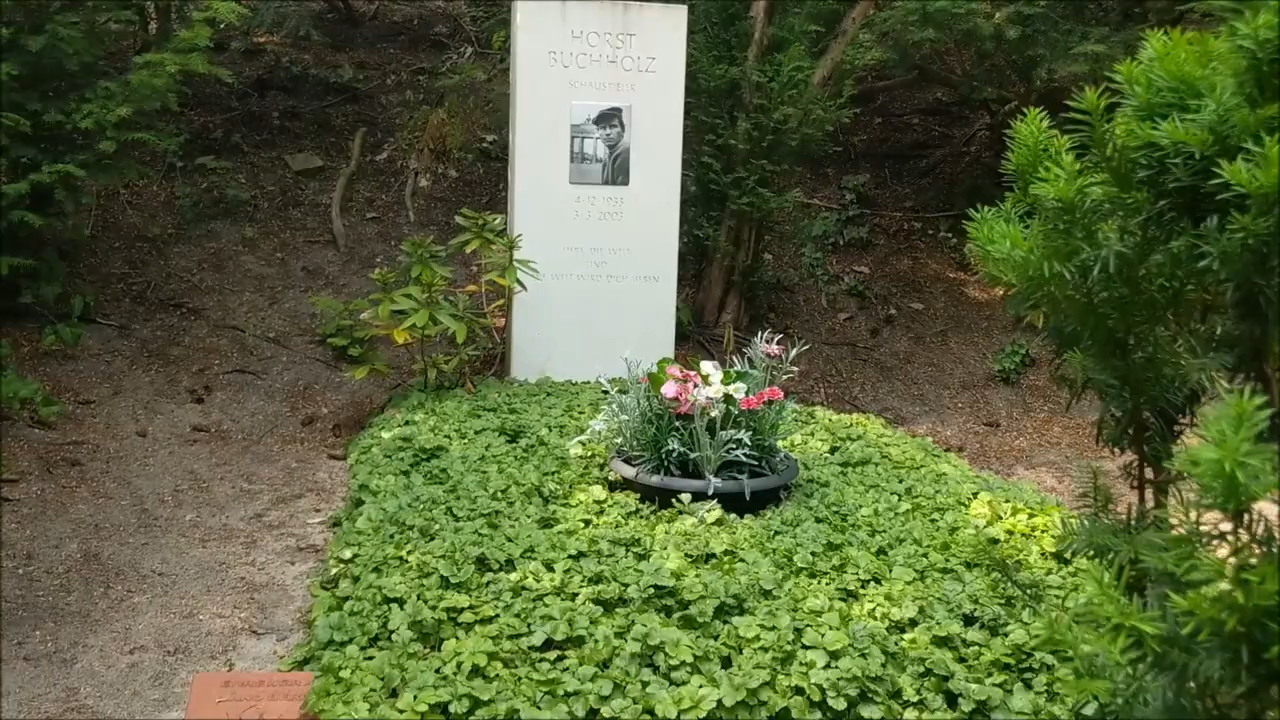 HORST
BUCHHOLZ
SCHAUSPIELER
4·12·1933
3·3·2003
LIEBE DIE WELT
UND
DIE WELT WIRD DICH LIEBEN